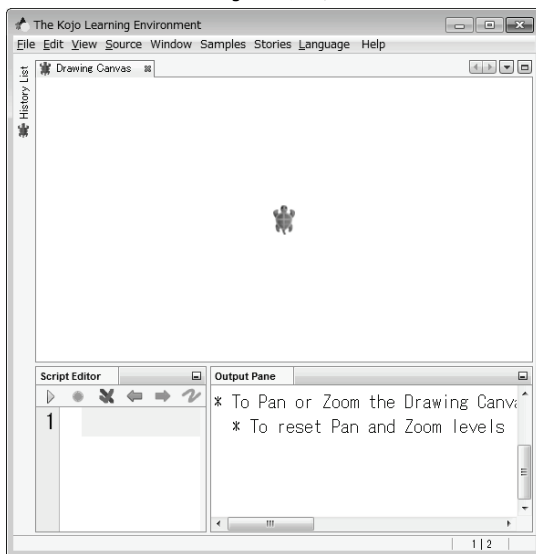 The Kojo Learning Environment
File Edit View Source Window Samples Stories Language Help
History List
Drawing Canvas
Script Editor
Output Pane
1
* To Pan or Zoom the Drawing Canva
* To reset Pan and Zoom levels
1|2